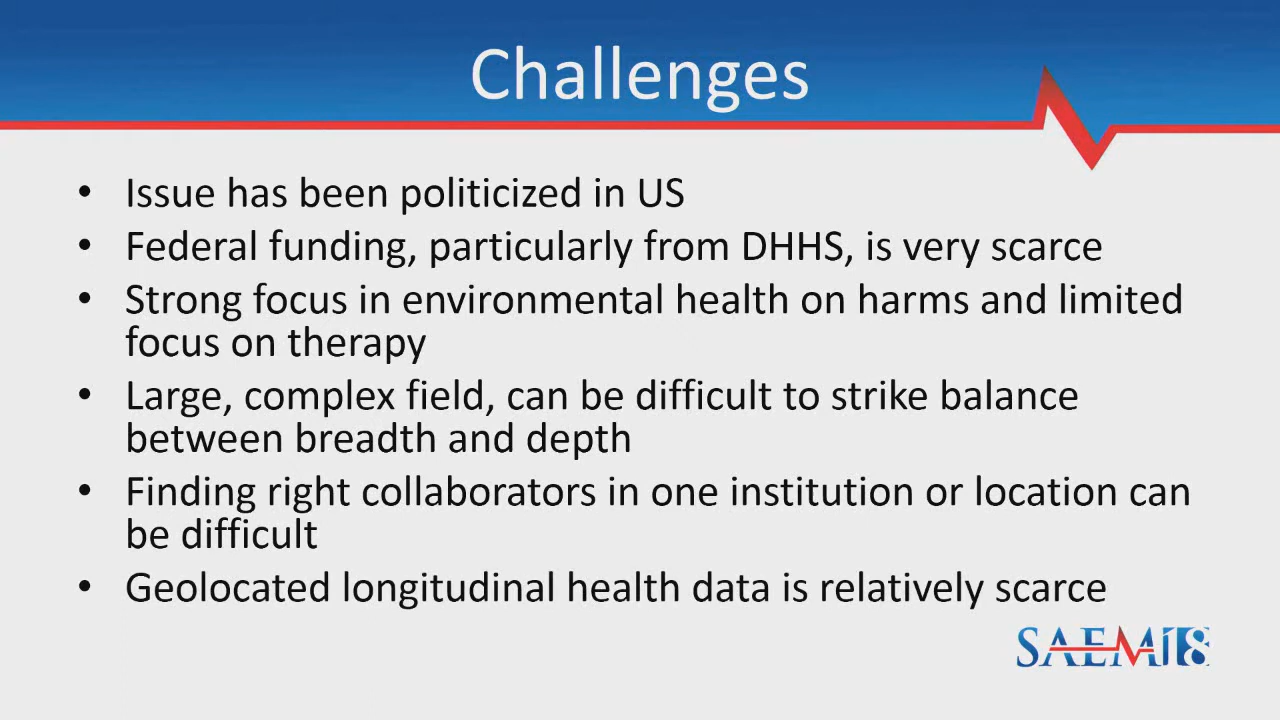 Challenges
• Issue has been politicized in US
• Federal funding, particularly from DHHS, is very scarce
• Strong focus in environmental health on harms and limited
focus on therapy
• Large, complex field, can be difficult to strike balance
between breadth and depth
• Finding right collaborators in one institution or location can
be difficult
• Geolocated longitudinal health data is relatively scarce
SAEM18